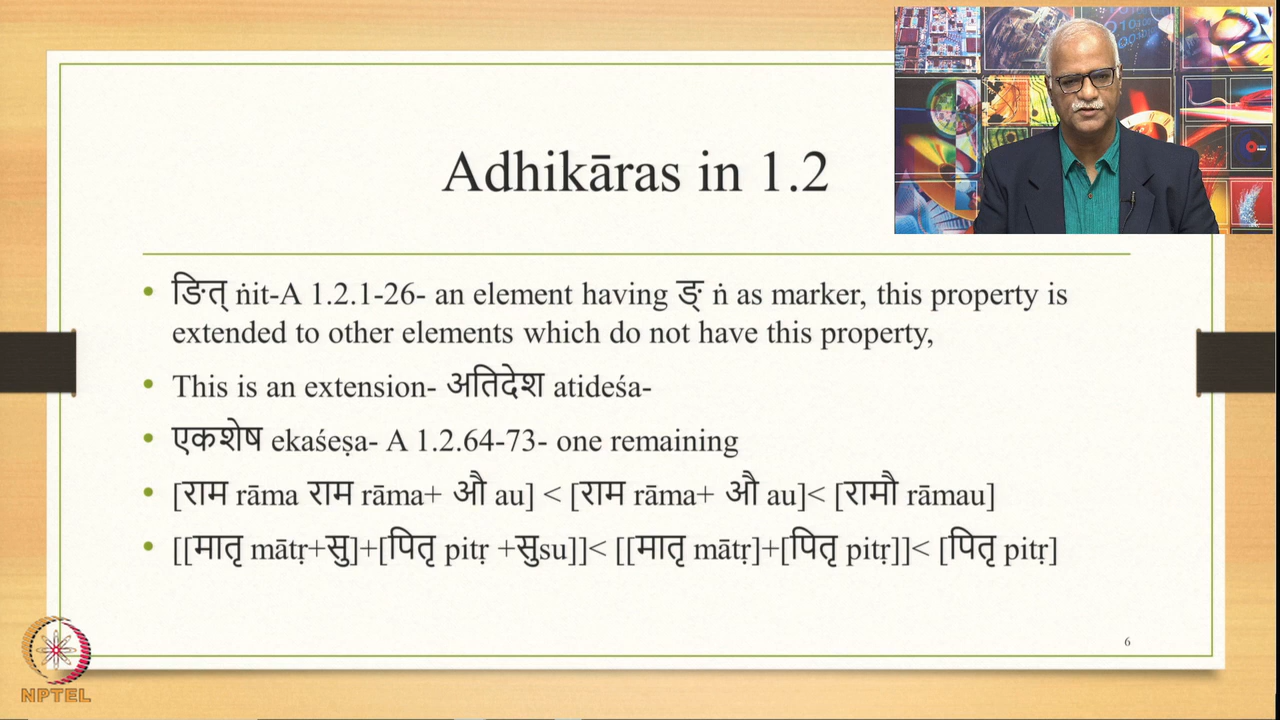 Adhikāras in 1.2
• ङित् ṅit-A 1.2.1-26- an element having ङ् ṅ as marker, this property is
extended to other elements which do not have this property,
• This is an extension- अतिदेश atideśa-
• एकशेष ekaśeṣa- A 1.2.64-73- one remaining
• [राम rāma राम rāma+ औ au] < [राम rāma+ औ au]< [रामौ rāmau]
• [[मातृ mātṛ+सु]+[पितृ pitṛ +सुsu]]< [[मातृ mātṛ]+[पितृ pitṛ]]< [पितृ pitṛ]
6
NPTEL